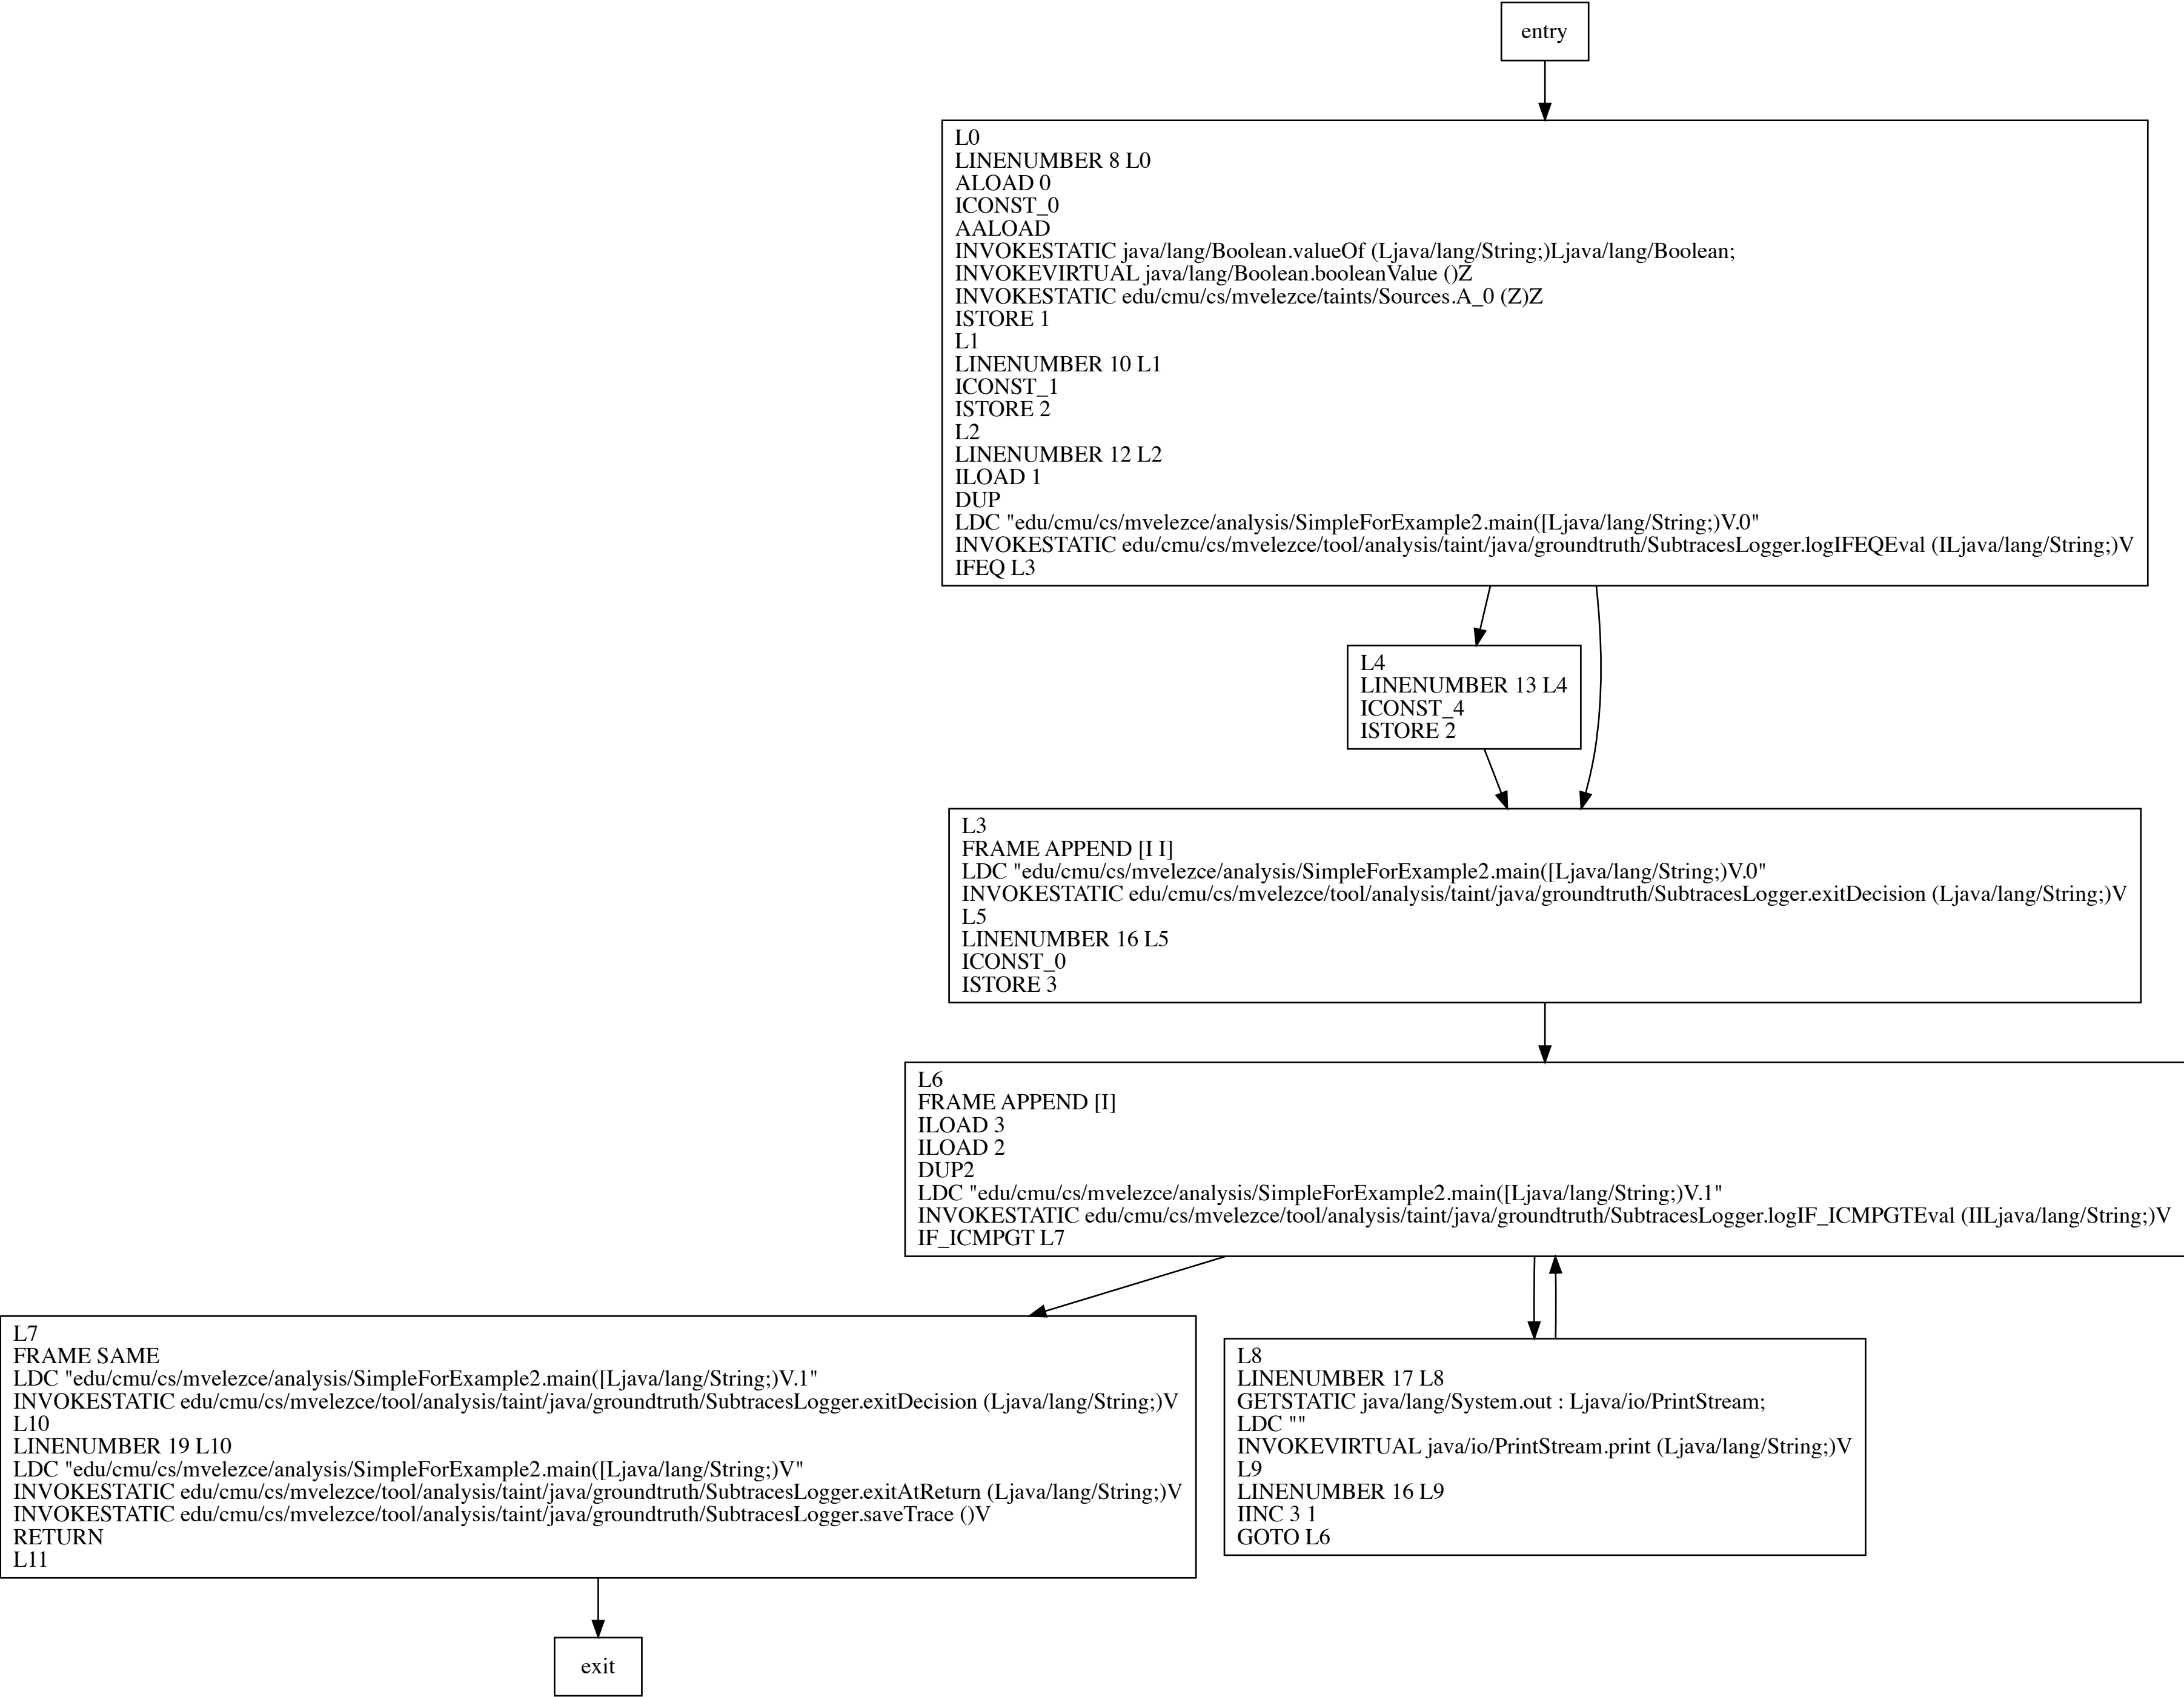 entry
L0
LINENUMBER 8 L0
ALOAD 0
ICONST_0
AALOAD
INVOKESTATIC java/lang/Boolean.valueOf (Ljava/lang/String;)Ljava/lang/Boolean;
INVOKEVIRTUAL java/lang/Boolean.booleanValue ()Z
INVOKESTATIC edu/cmu/cs/mvelezce/taints/Sources.A_0 (Z)Z
ISTORE 1
L1
LINENUMBER 10 L1
ICONST_1
ISTORE 2
L2
LINENUMBER 12 L2
ILOAD 1
DUP
LDC "edu/cmu/cs/mvelezce/analysis/SimpleForExample2.main([Ljava/lang/String;)V.0"
INVOKESTATIC edu/cmu/cs/mvelezce/tool/analysis/taint/java/groundtruth/SubtracesLogger.logIFEQEval (ILjava/lang/String;)V
IFEQ L3
L4
LINENUMBER 13 L4
ICONST_4
ISTORE 2
L3
FRAME APPEND [I I]
LDC "edu/cmu/cs/mvelezce/analysis/SimpleForExample2.main([Ljava/lang/String;)V.0"
INVOKESTATIC edu/cmu/cs/mvelezce/tool/analysis/taint/java/groundtruth/SubtracesLogger.exitDecision (Ljava/lang/String;)V
L5
LINENUMBER 16 L5
ICONST_0
ISTORE 3
L6
FRAME APPEND [I]
ILOAD 3
ILOAD 2
DUP2
LDC "edu/cmu/cs/mvelezce/analysis/SimpleForExample2.main([Ljava/lang/String;)V.1"
INVOKESTATIC edu/cmu/cs/mvelezce/tool/analysis/taint/java/groundtruth/SubtracesLogger.logIF_ICMPGTEval (IILjava/lang/String;)V
IF_ICMPGT L7
L7
FRAME SAME
LDC "edu/cmu/cs/mvelezce/analysis/SimpleForExample2.main([Ljava/lang/String;)V.1"
INVOKESTATIC edu/cmu/cs/mvelezce/tool/analysis/taint/java/groundtruth/SubtracesLogger.exitDecision (Ljava/lang/String;)V
L10
LINENUMBER 19 L10
LDC "edu/cmu/cs/mvelezce/analysis/SimpleForExample2.main([Ljava/lang/String;)V"
INVOKESTATIC edu/cmu/cs/mvelezce/tool/analysis/taint/java/groundtruth/SubtracesLogger.exitAtReturn (Ljava/lang/String;)V
INVOKESTATIC edu/cmu/cs/mvelezce/tool/analysis/taint/java/groundtruth/SubtracesLogger.saveTrace ()V
RETURN
L11
L8
LINENUMBER 17 L8
GETSTATIC java/lang/System.out : Ljava/io/PrintStream;
LDC ""
INVOKEVIRTUAL java/io/PrintStream.print (Ljava/lang/String;)V
L9
LINENUMBER 16 L9
IINC 3 1
GOTO L6
exit